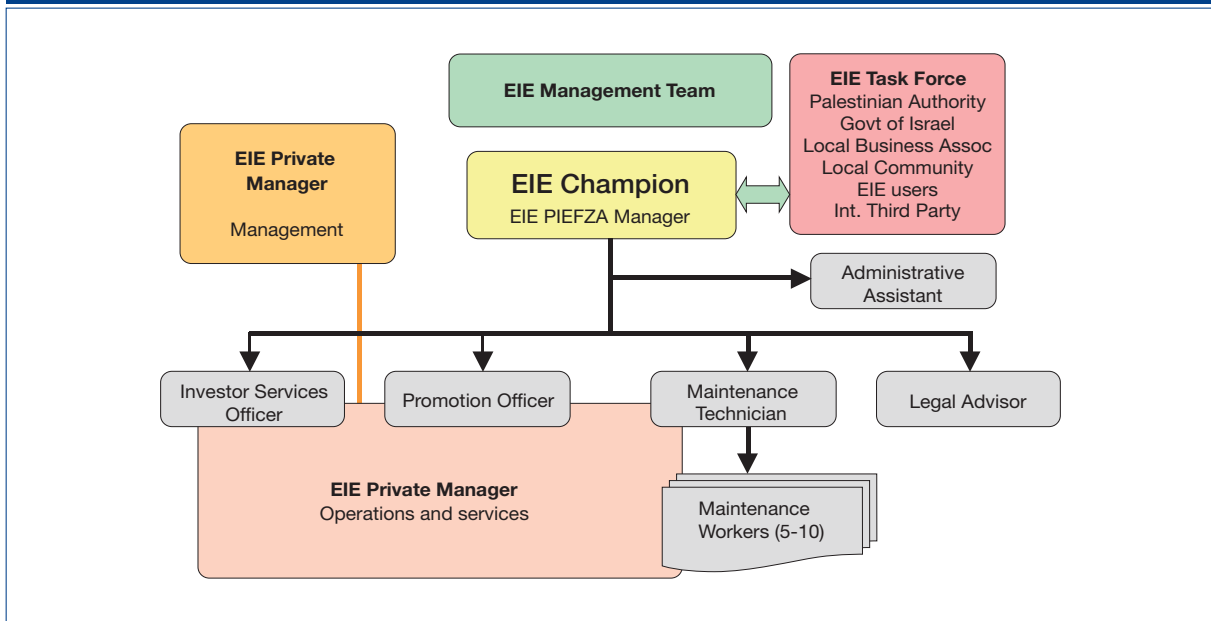 EIE Management Team
EIE Task Force
Palestinian Authority
Govt of Israel
Local Business Assoc
Local Community
EIE users
Int. Third Party
EIE Private
Manager
Management
EIE Champion
EIE PIEFZA Manager
Administrative
Assistant
Investor Services
Officer
Promotion Officer
Maintenance
Technician
Legal Advisor
EIE Private Manager
Operations and services
Maintenance
Workers (5-10)